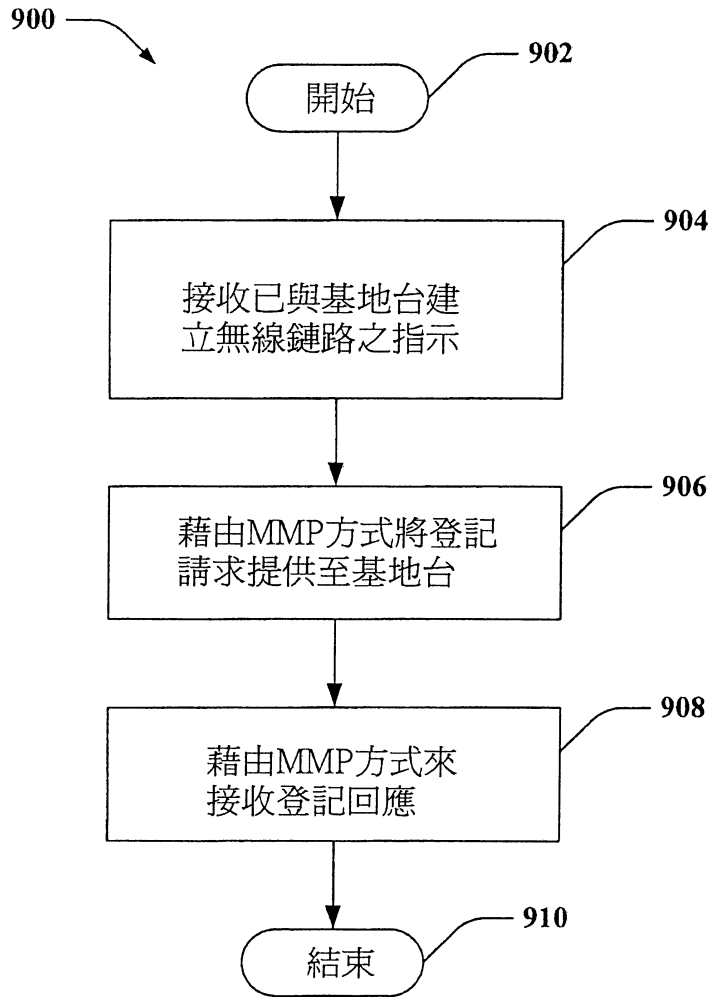 900
902
開始
904
接收已與基地台建
立無線鏈路之指示
906
藉由MMP方式將登記
請求提供至基地台
908
藉由MMP方式來
接收登記回應
910
結束